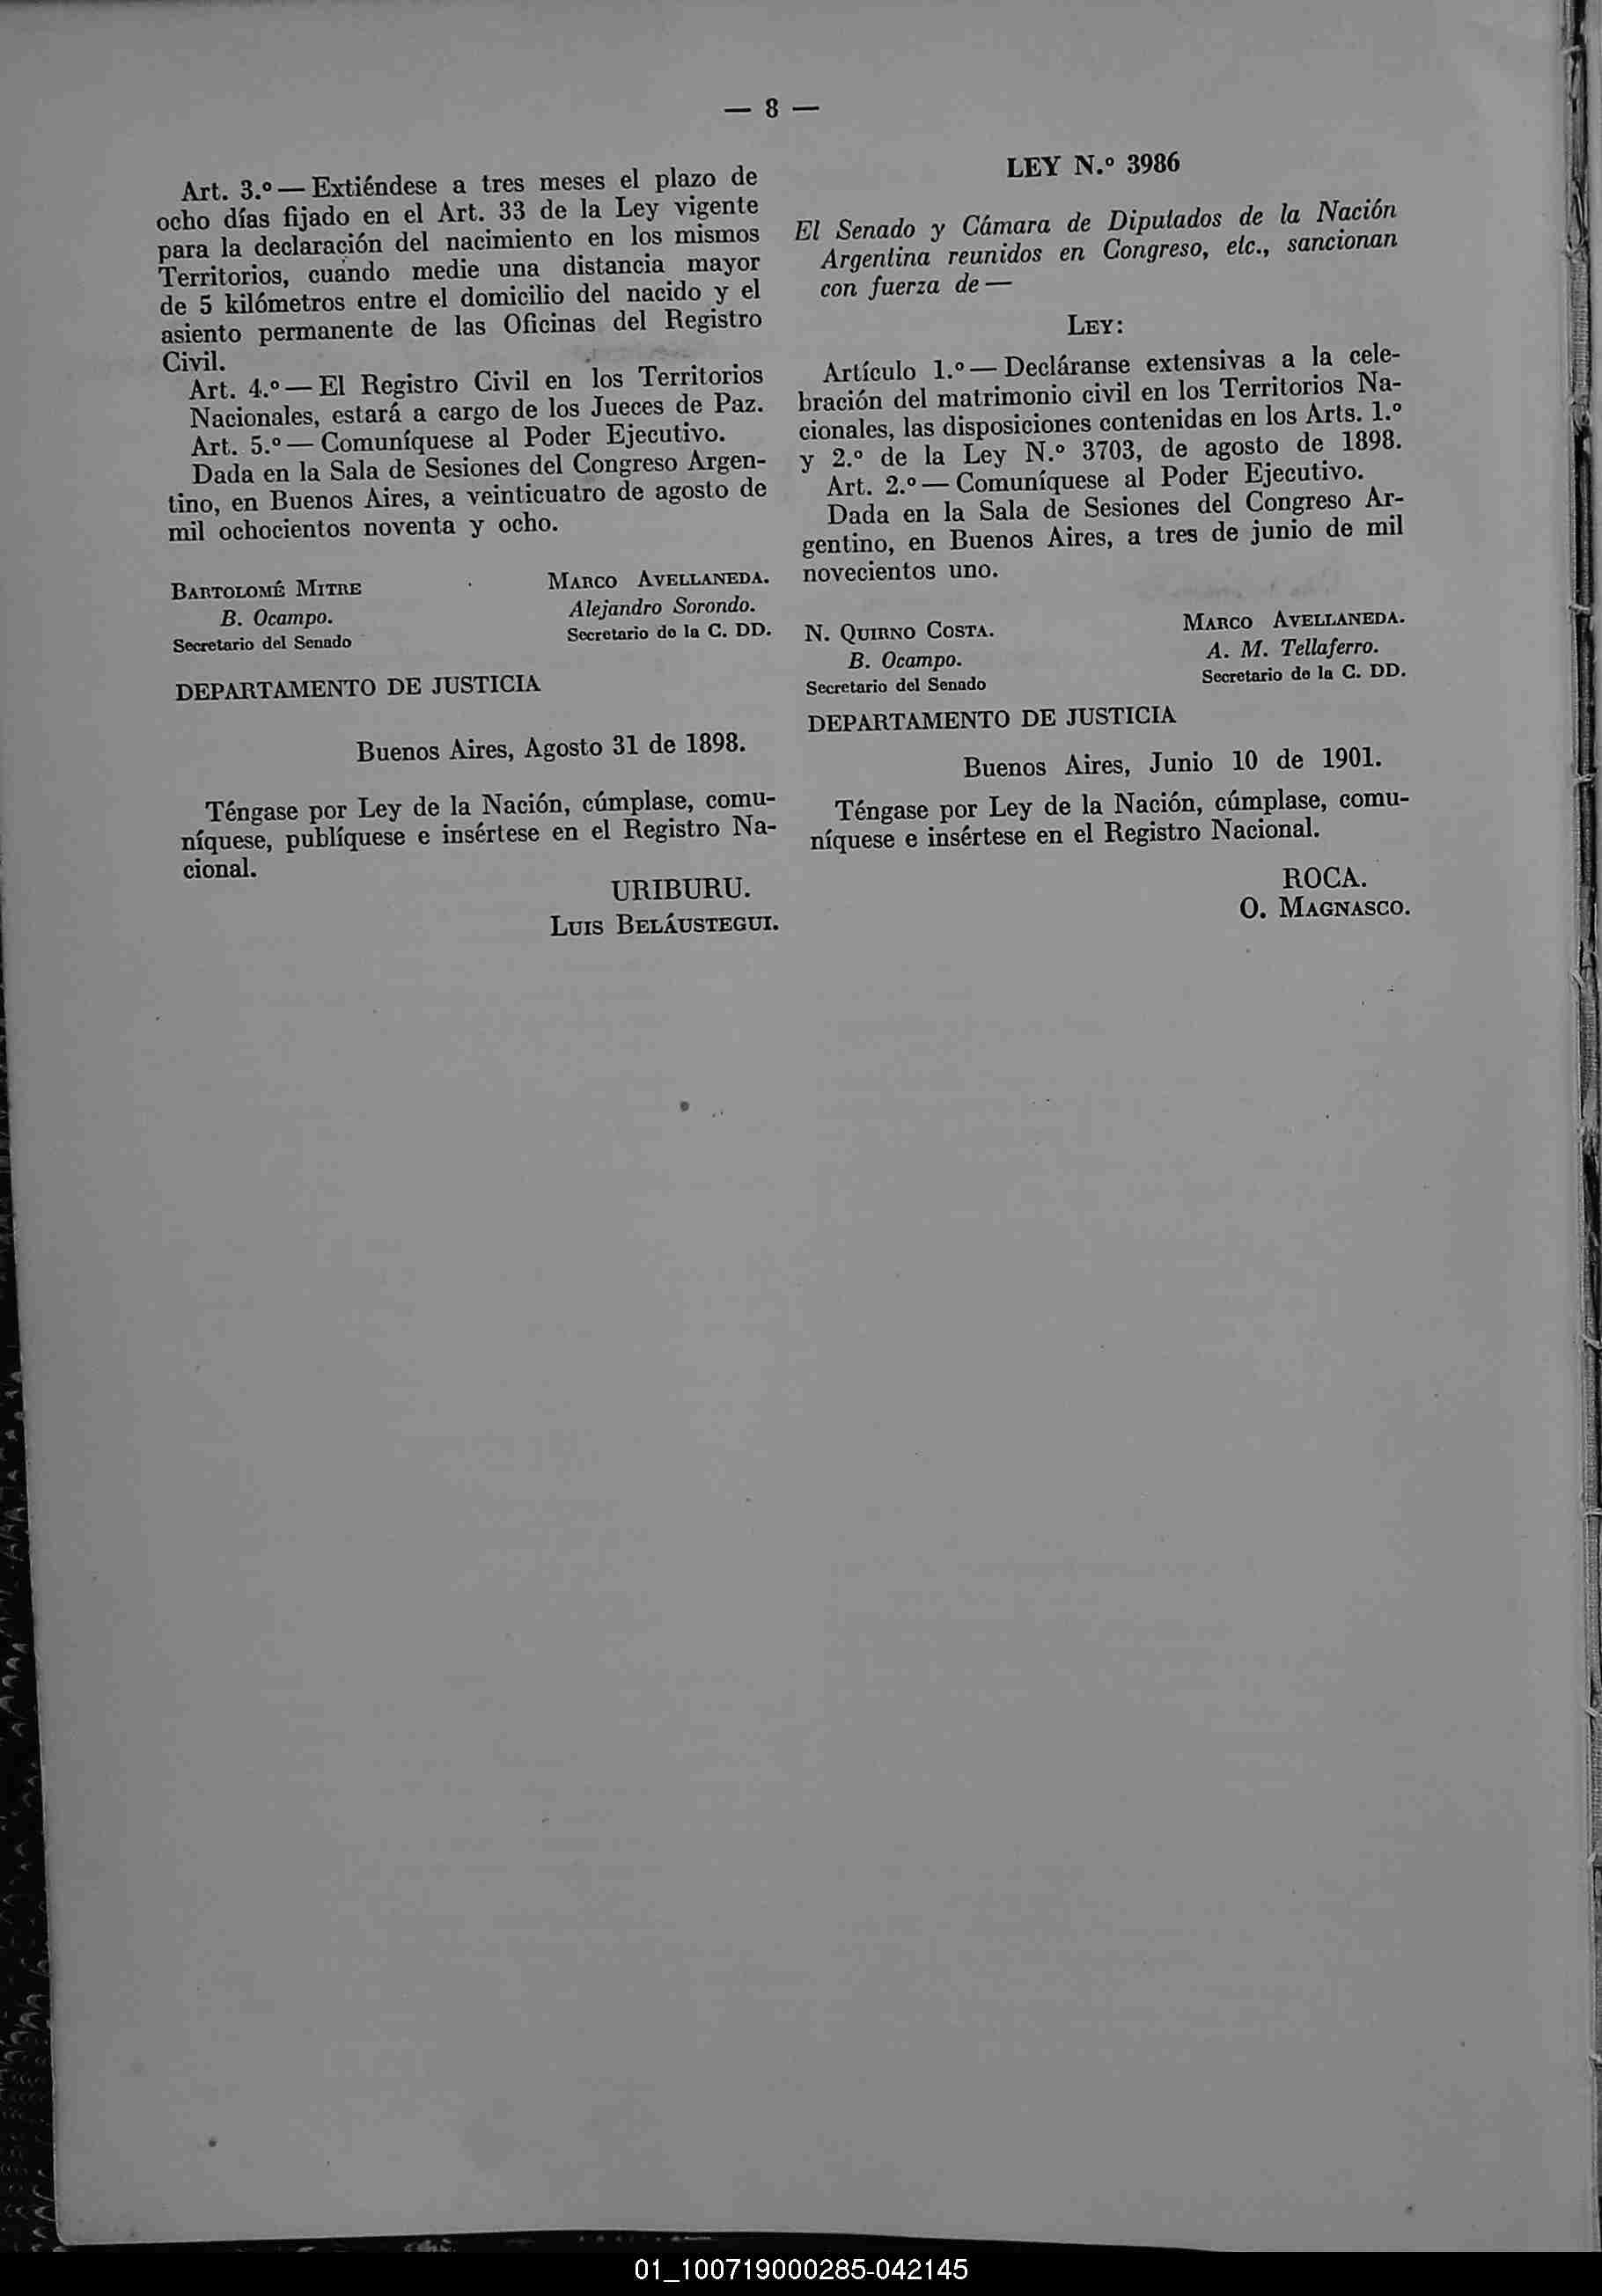 — 8 —
Art. 3.º — Extiéndese a tres meses el plazo de
ocho días fijado en el Art. 33 de la Ley vigente
para la declaración del nacimiento en los mismos
Territorios, cuándo medie una distancia mayor
de 5 kilómetros entre el domicilio del nacido y el
asiento permanente de las Oficinas del Registro
Civil.
Art. 4.º — El Registro Civil en los Territorios
Nacionales, estará a cargo de los Jueces de Paz.
Art. 5.º — Comuníquese al Poder Ejecutivo.
Dada en la Sala de Sesiones del Congreso Argen-
tino, en Buenos Aires, a veinticuatro de agosto de
mil ochocientos noventa y ocho.
BARTOLOMÉ MITRE
B. Ocampo.
Secretario del Senado
MARCO AVELLANEDA.
Alejandro Sorondo.
Secretario de la C. DD.
DEPARTAMENTO DE JUSTICIA
Buenos Aires, Agosto 31 de 1898.
Téngase por Ley de la Nación, cúmplase, comu-
níquese, publíquese e insértese en el Registro Na-
cional.
URIBURU.
LUIS BELÁUSTEGUI.
LEY N.º 3986
El Senado y Cámara de Diputados de la Nación
Argentina reunidos en Congreso, etc., sancionan
con fuerza de —
LEY:
Artículo 1.º — Decláranse extensivas a la cele-
bración del matrimonio civil en los Territorios Na-
cionales, las disposiciones contenidas en los Arts. 1.º
y 2.º de la Ley N.º 3703, de agosto de 1898.
Art. 2.º — Comuníquese al Poder Ejecutivo.
Dada en la Sala de Sesiones del Congreso Ar-
gentino, en Buenos Aires, a tres de junio de mil
novecientos uno.
N. QUIRNO COSTA.
B. Ocampo.
Secretario del Senado
MARCO AVELLANEDA.
A. M. Tellaferro.
Secretario de la C. DD.
DEPARTAMENTO DE JUSTICIA
Buenos Aires, Junio 10 de 1901.
Téngase por Ley de la Nación, cúmplase, comu-
níquese e insértese en el Registro Nacional.
ROCA.
O. MAGNASCO.
01_100719000285-042145